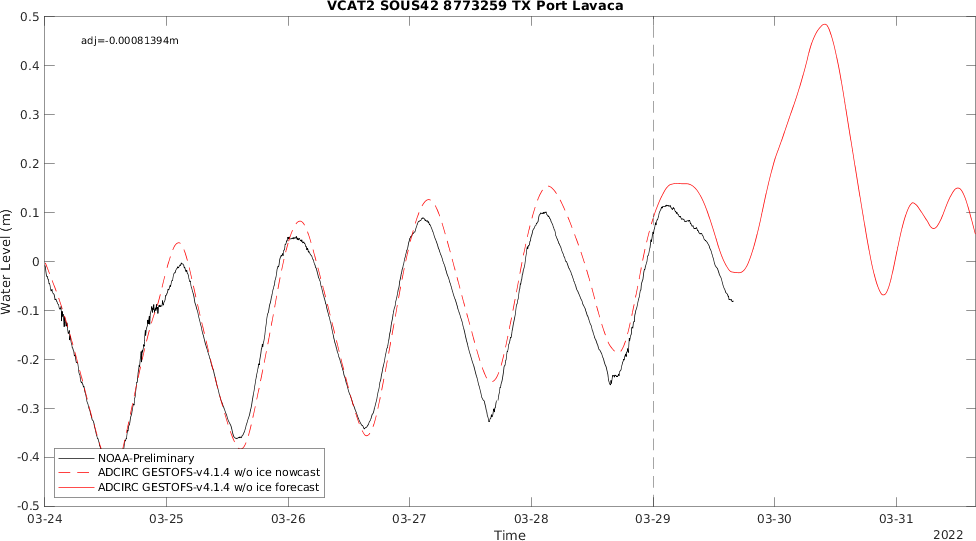 VCAT2 SOUS42 8773259 TX Port Lavaca
adj=-0.00081394m
Water Level (m)
0.5
0.4
0.3
0.2
0.1
0
-0.1
-0.2
-0.3
-0.4
-0.5
NOAA-Preliminary
ADCIRC GESTOFS-v4.1.4 w/o ice nowcast
ADCIRC GESTOFS-v4.1.4 w/o ice forecast
03-24 03-25 03-26 03-27 03-28 03-29 03-30 03-31
Time
2022